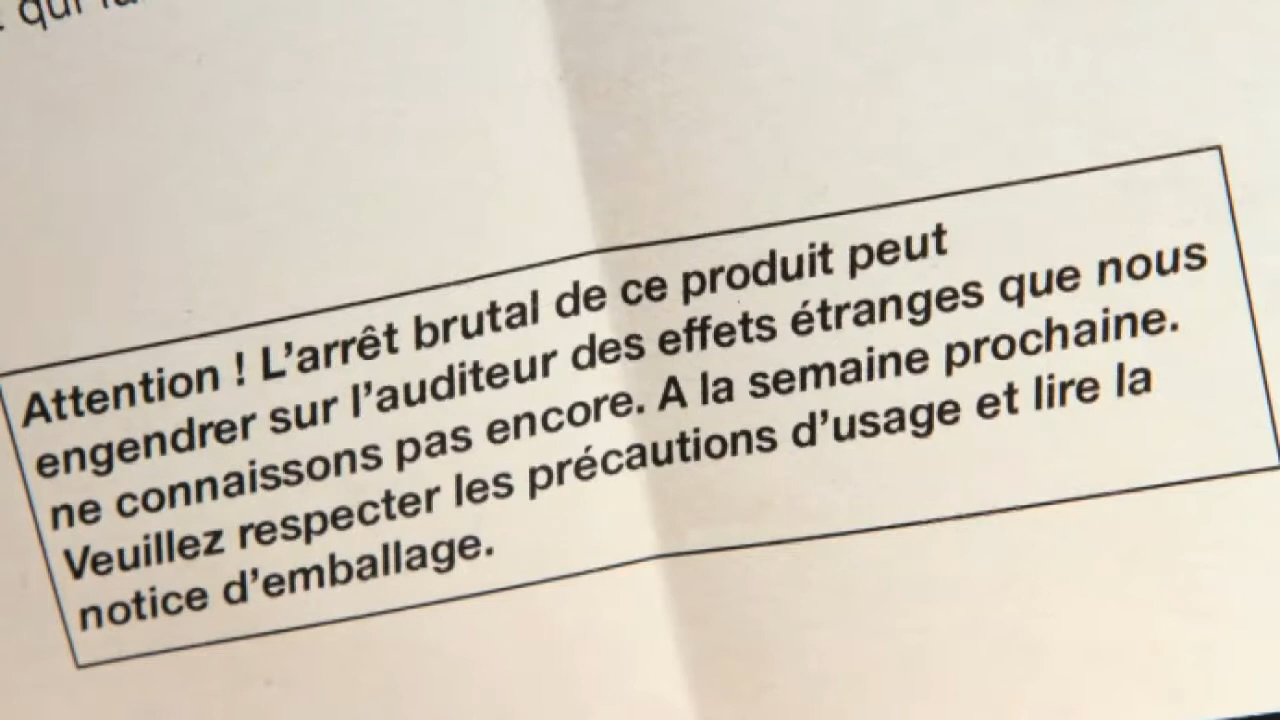 qui
Attention ! L'arrêt brutal de ce produit peut
engendrer sur l'auditeur des effets étranges que nous
ne connaissons pas encore. A la semaine prochaine.
Veuillez respecter les précautions d'usage et lire la
notice d'emballage.